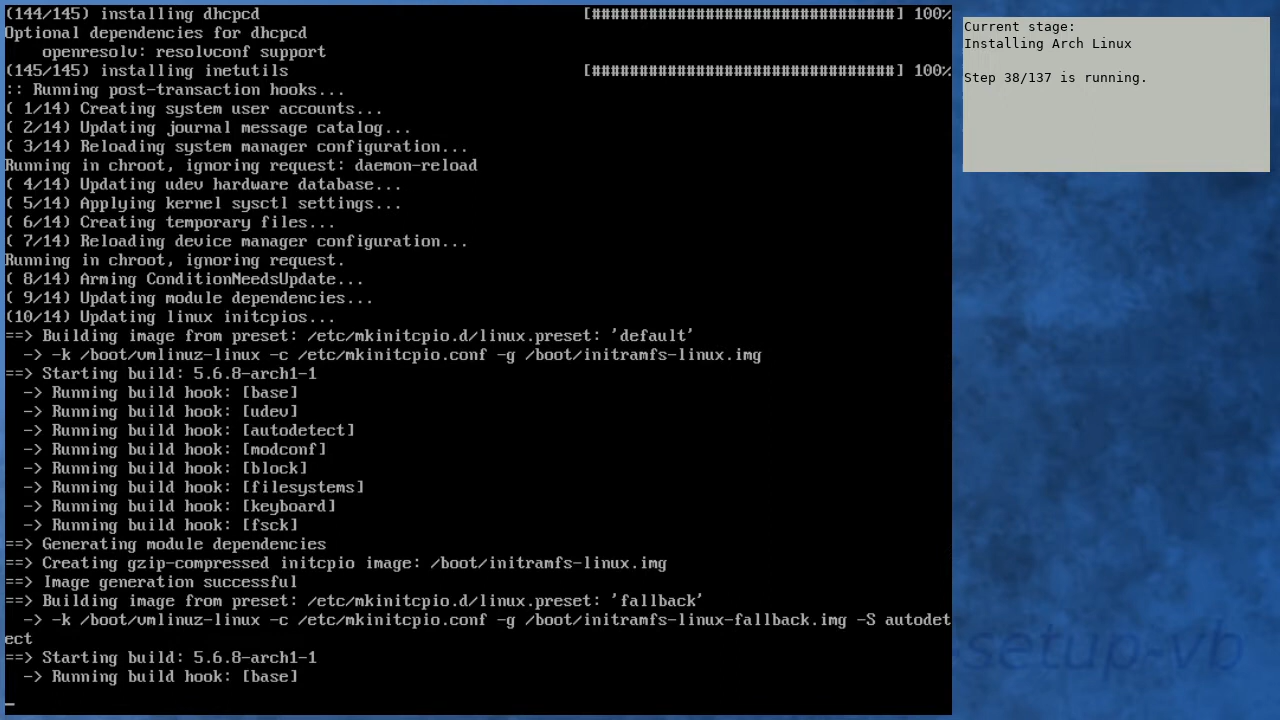 (144/145) installing dhcpcd [################################] 100%
Optional dependencies for dhcpcd
    openresolv: resolvconf support
(145/145) installing inetutils [################################] 100%
:: Running post-transaction hooks...
( 1/14) Creating system user accounts...
( 2/14) Updating journal message catalog...
( 3/14) Reloading system manager configuration...
Running in chroot, ignoring request: daemon-reload
( 4/14) Updating udev hardware database...
( 5/14) Applying kernel sysctl settings...
( 6/14) Creating temporary files...
( 7/14) Reloading device manager configuration...
Running in chroot, ignoring request.
( 8/14) Arming ConditionNeedsUpdate...
( 9/14) Updating module dependencies...
(10/14) Updating linux initcpios...
==> Building image from preset: /etc/mkinitcpio.d/linux.preset: 'default'
  -> -k /boot/vmlinuz-linux -c /etc/mkinitcpio.conf -g /boot/initramfs-linux.img
==> Starting build: 5.6.8-arch1-1
  -> Running build hook: [base]
  -> Running build hook: [udev]
  -> Running build hook: [autodetect]
  -> Running build hook: [modconf]
  -> Running build hook: [block]
  -> Running build hook: [filesystems]
  -> Running build hook: [keyboard]
  -> Running build hook: [fsck]
==> Generating module dependencies
==> Creating gzip-compressed initcpio image: /boot/initramfs-linux.img
==> Image generation successful
==> Building image from preset: /etc/mkinitcpio.d/linux.preset: 'fallback'
  -> -k /boot/vmlinuz-linux -c /etc/mkinitcpio.conf -g /boot/initramfs-linux-fallback.img -S autodet
ect
==> Starting build: 5.6.8-arch1-1
  -> Running build hook: [base]
_
Current stage:
Installing Arch Linux
Step 38/137 is running.
-setup-vb